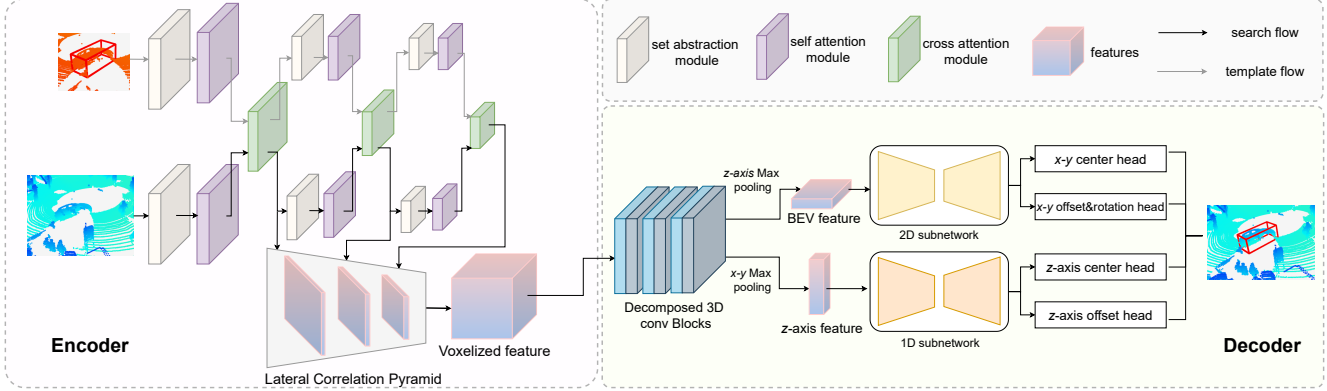 set abstraction
module
self attention
module
cross attention
module
features
search flow
template flow
Encoder
Lateral Correlation Pyramid
Voxelized feature
Decomposed 3D
conv Blocks
z-axis Max
pooling
x-y Max
pooling
BEV feature
z-axis feature
2D subnetwork
1D subnetwork
x-y center head
x-y offset&rotation head
z-axis center head
z-axis offset head
Decoder